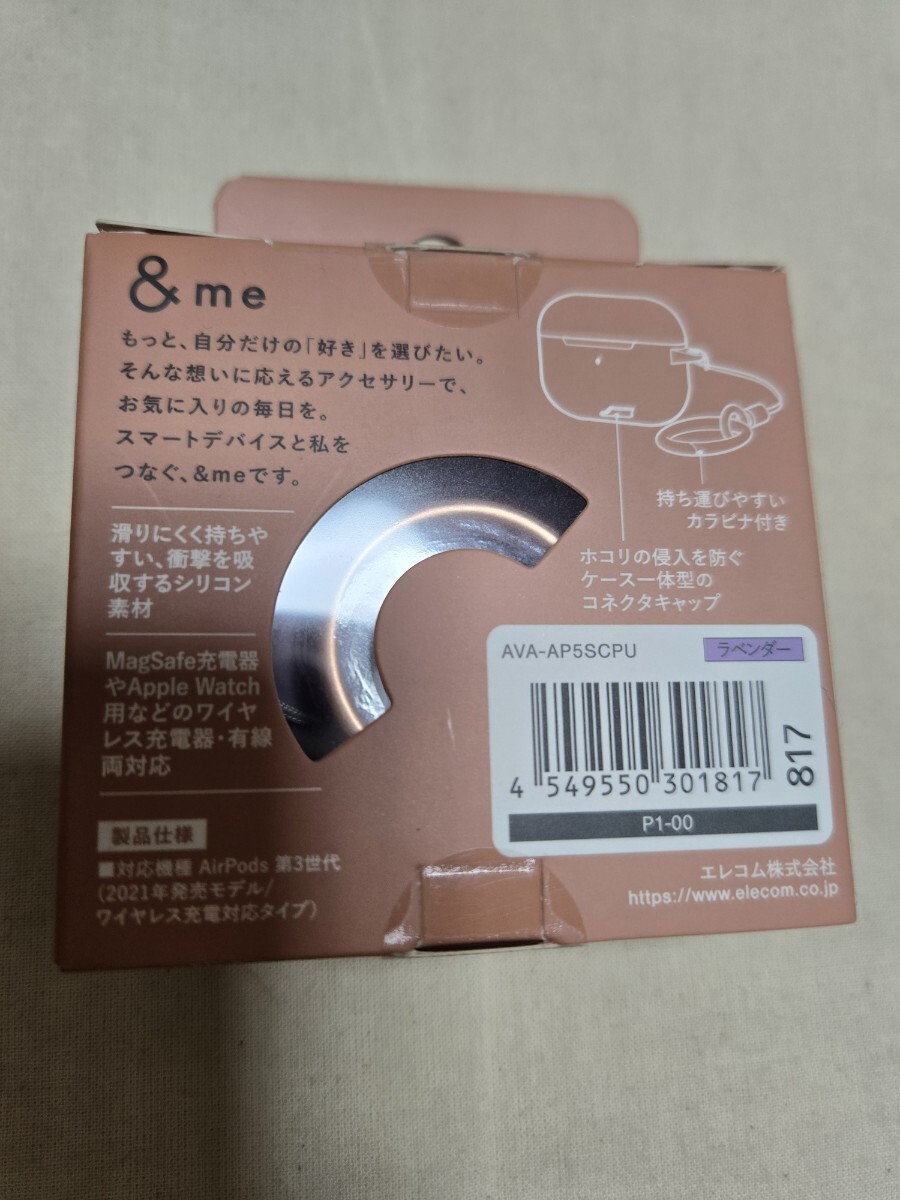 &me
もっと、自分だけの「好き」を選びたい。
そんな想いに応えるアクセサリーで、
お気に入りの毎日を。
スマートデバイスと私を
つなぐ、&meです。
滑りにくく持ちや
すい、衝撃を吸
収するシリコン
素材
MagSafe充電器
やApple Watch
用などのワイヤ
レス充電器・有線
両対応
製品仕様
■対応機種 AirPods 第3世代
(2021年発売モデル/
ワイヤレス充電対応タイプ)
持ち運びやすい
カラビナ付き
ホコリの侵入を防ぐ
ケース一体型の
コネクタキャップ
AVA-AP5SCPU
ラベンダー
4 549550 301817
817
P1-00
エレコム株式会社
https://www.elecom.co.jp